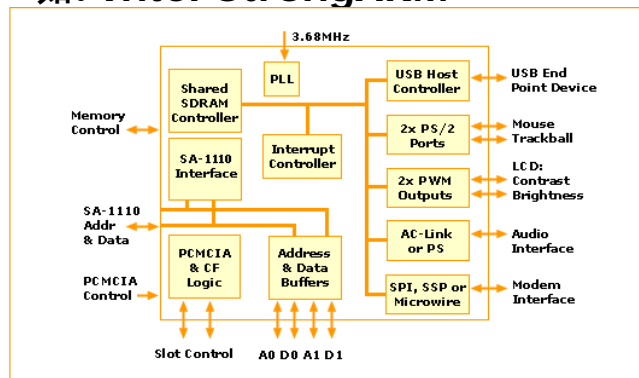 3.68MHz
PLL
Shared
SDRAM
Controller
USB Host
Controller
USB End
Point Device
Memory
Control
Interrupt
Controller
2x PS/2
Ports
Mouse
Trackball
SA-1110
Interface
2x PWM
Outputs
LCD:
Contrast
Brightness
SA-1110
Addr
& Data
PCMCIA
& CF
Logic
Address
& Data
Buffers
AC-Link
or PS
Audio
Interface
PCMCIA
Control
SPI, SSP or
Microwire
Modem
Interface
Slot Control
A0 D0 A1 D1